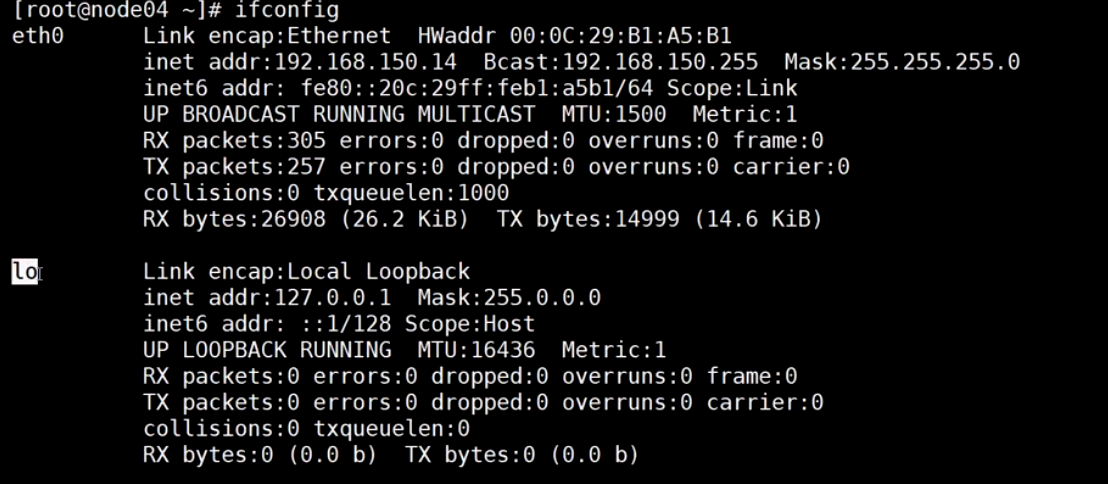 [root@node04 ~]# ifconfig
eth0      Link encap:Ethernet  HWaddr 00:0C:29:B1:A5:B1
          inet addr:192.168.150.14  Bcast:192.168.150.255  Mask:255.255.255.0
          inet6 addr: fe80::20c:29ff:feb1:a5b1/64 Scope:Link
          UP BROADCAST RUNNING MULTICAST  MTU:1500  Metric:1
          RX packets:305 errors:0 dropped:0 overruns:0 frame:0
          TX packets:257 errors:0 dropped:0 overruns:0 carrier:0
          collisions:0 txqueuelen:1000
          RX bytes:26908 (26.2 KiB)  TX bytes:14999 (14.6 KiB)

lo        Link encap:Local Loopback
          inet addr:127.0.0.1  Mask:255.0.0.0
          inet6 addr: ::1/128 Scope:Host
          UP LOOPBACK RUNNING  MTU:16436  Metric:1
          RX packets:0 errors:0 dropped:0 overruns:0 frame:0
          TX packets:0 errors:0 dropped:0 overruns:0 carrier:0
          collisions:0 txqueuelen:0
          RX bytes:0 (0.0 b)  TX bytes:0 (0.0 b)